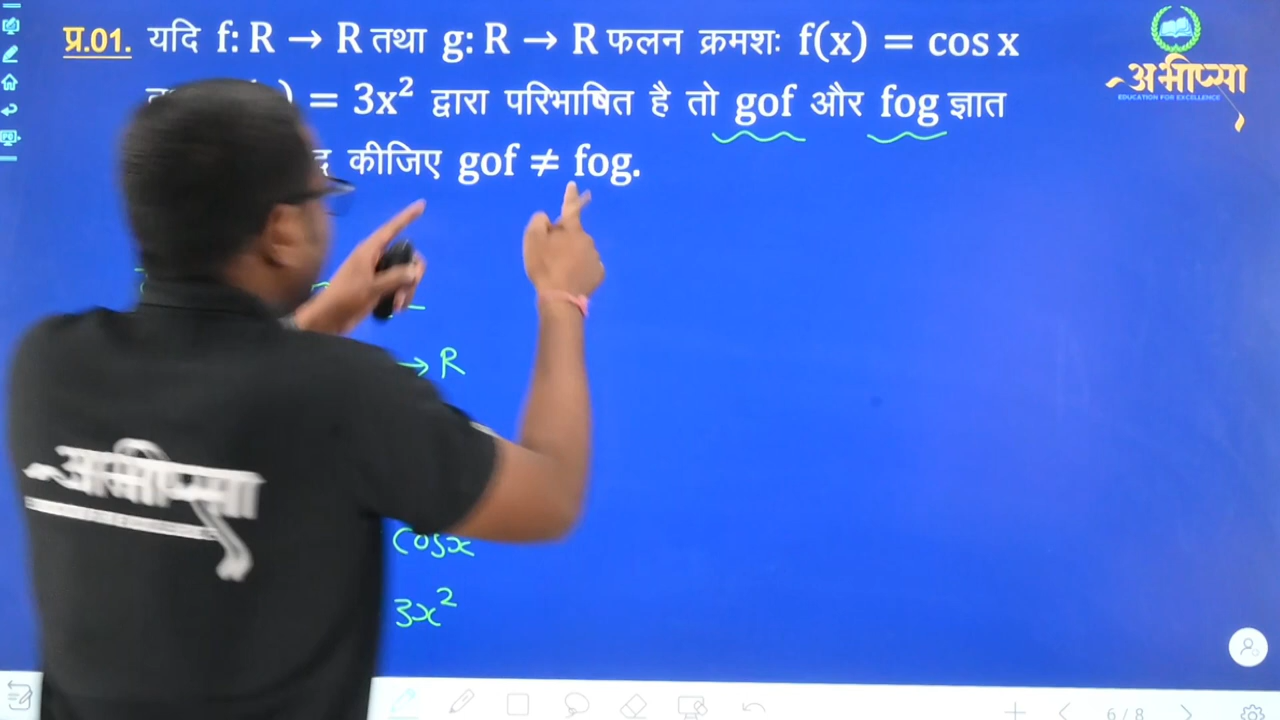 प्र.01. यदि f: R → R तथा g: R → R फलन क्रमशः f(x) = cos x
) = 3x² द्वारा परिभाषित है तो gof और fog ज्ञात
कीजिए gof ≠ fog.
→ R
cosx
3x²
अभीप्सा
EDUCATION FOR EXCELLENCE
अभीप्सा
6 / 8